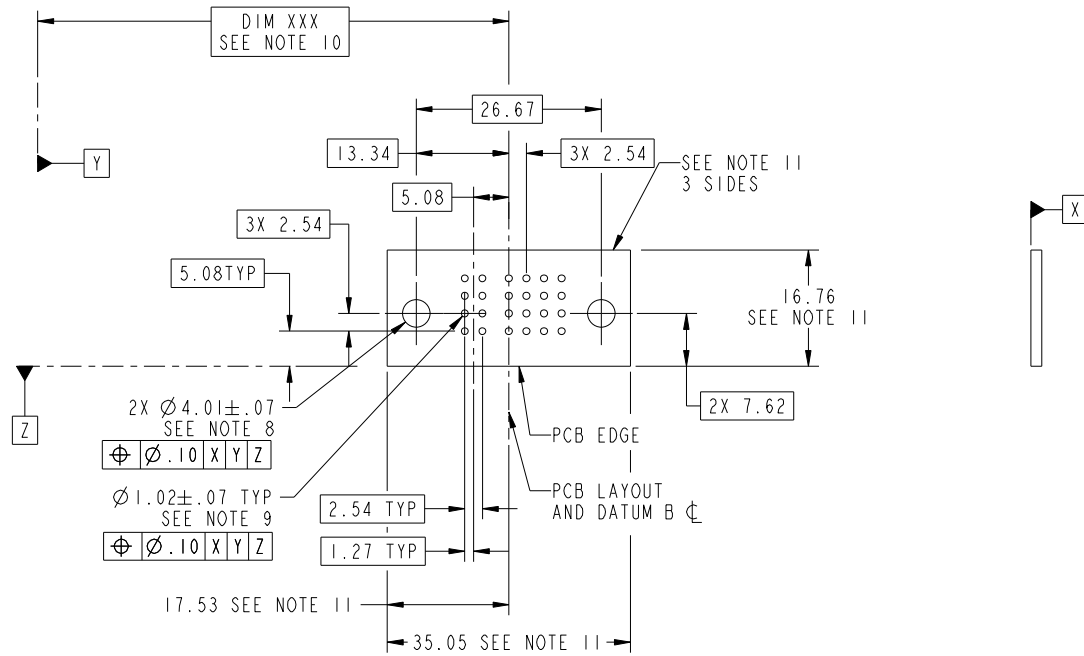 DIM XXX
SEE NOTE 10
26.67
13.34
3X 2.54
Y
SEE NOTE 11
3 SIDES
5.08
X
3X 2.54
5.08TYP
16.76
SEE NOTE 11
2X 7.62
2X Ø4.01±.07
SEE NOTE 8
Z
⌖ Ø.10 X Y Z
PCB EDGE
Ø1.02±.07 TYP
SEE NOTE 9
⌖ Ø.10 X Y Z
2.54 TYP
PCB LAYOUT
AND DATUM B ℄
1.27 TYP
17.53 SEE NOTE 11
35.05 SEE NOTE 11